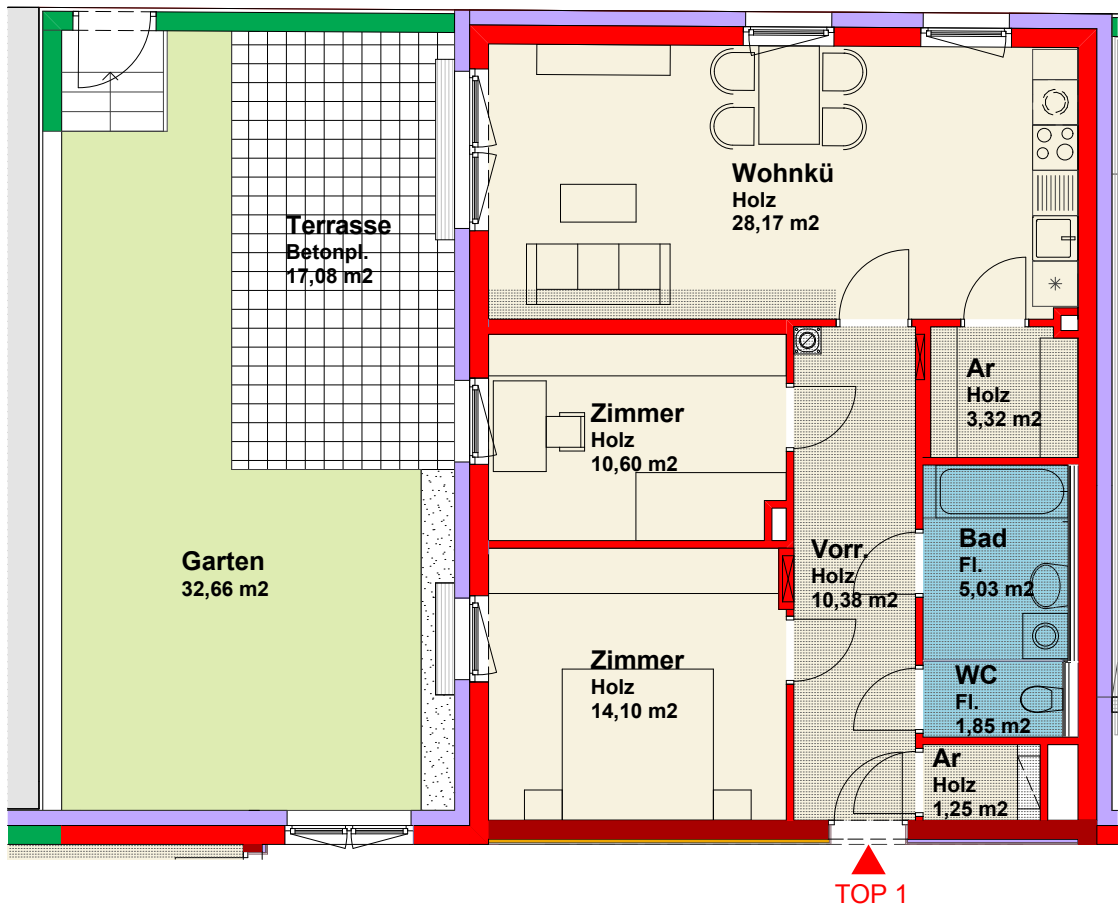 Wohnkü
Holz
28,17 m2
Terrasse
Betonpl.
17,08 m2
Ar
Holz
3,32 m2
Zimmer
Holz
10,60 m2
Garten
32,66 m2
Vorr.
Holz
10,38 m2
Bad
Fl.
5,03 m2
Zimmer
Holz
14,10 m2
WC
Fl.
1,85 m2
Ar
Holz
1,25 m2
TOP 1